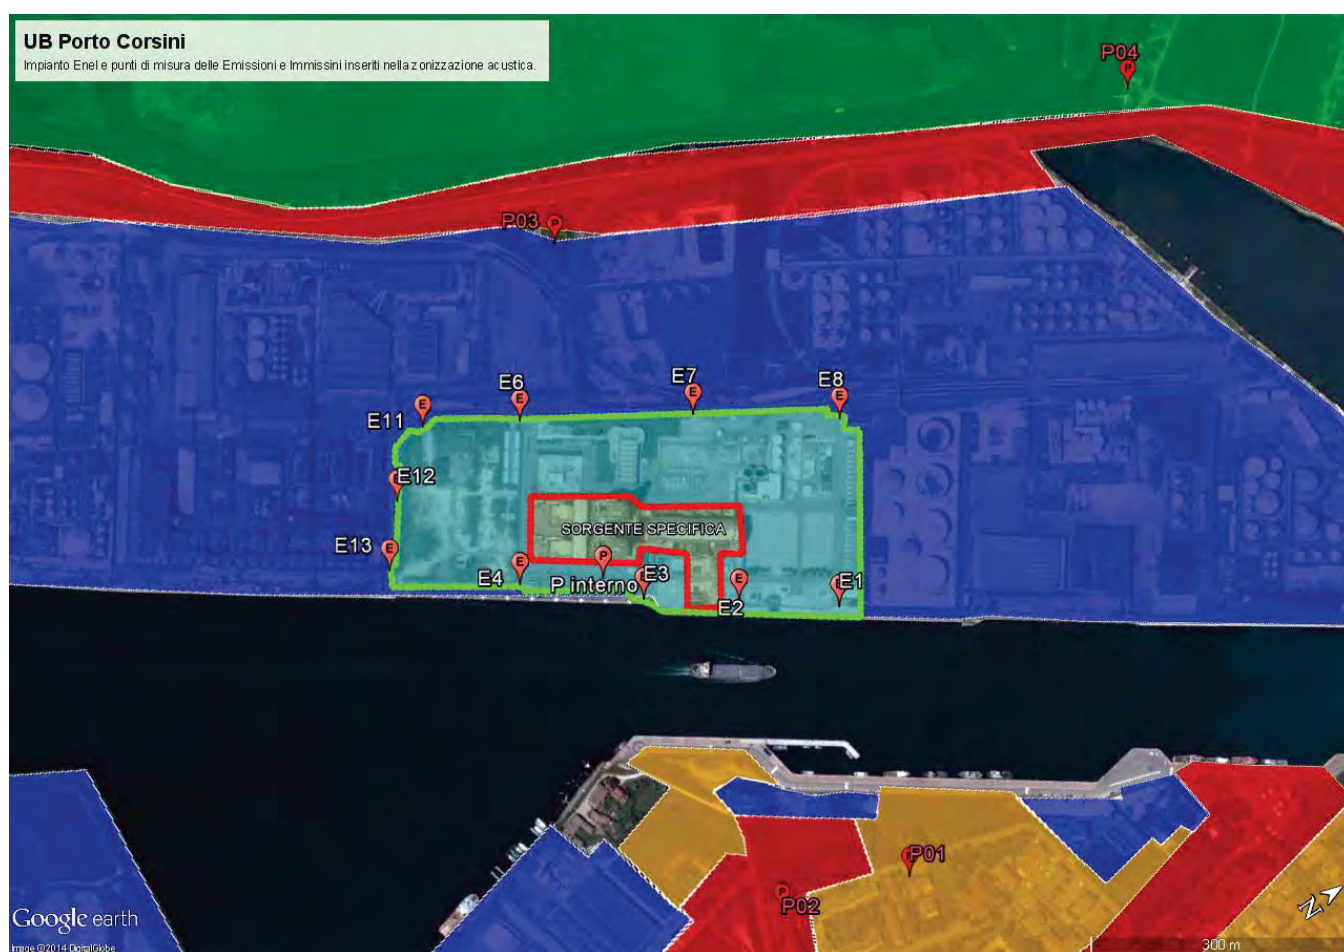 UB Porto Corsini
Impianto Enel e punti di misura delle Emissioni e Immissini inseriti nella zonizzazione acustica.
P04
P
P03
P
E7
E
E8
E
E6
E
E11
E
E12
SORGENTE SPECIFICA
E13
E
E4
E
P
P interno
E3
E
E2
E1
P01
P
P02
Google earth
Image ©2014 DigitalGlobe
N
300 m